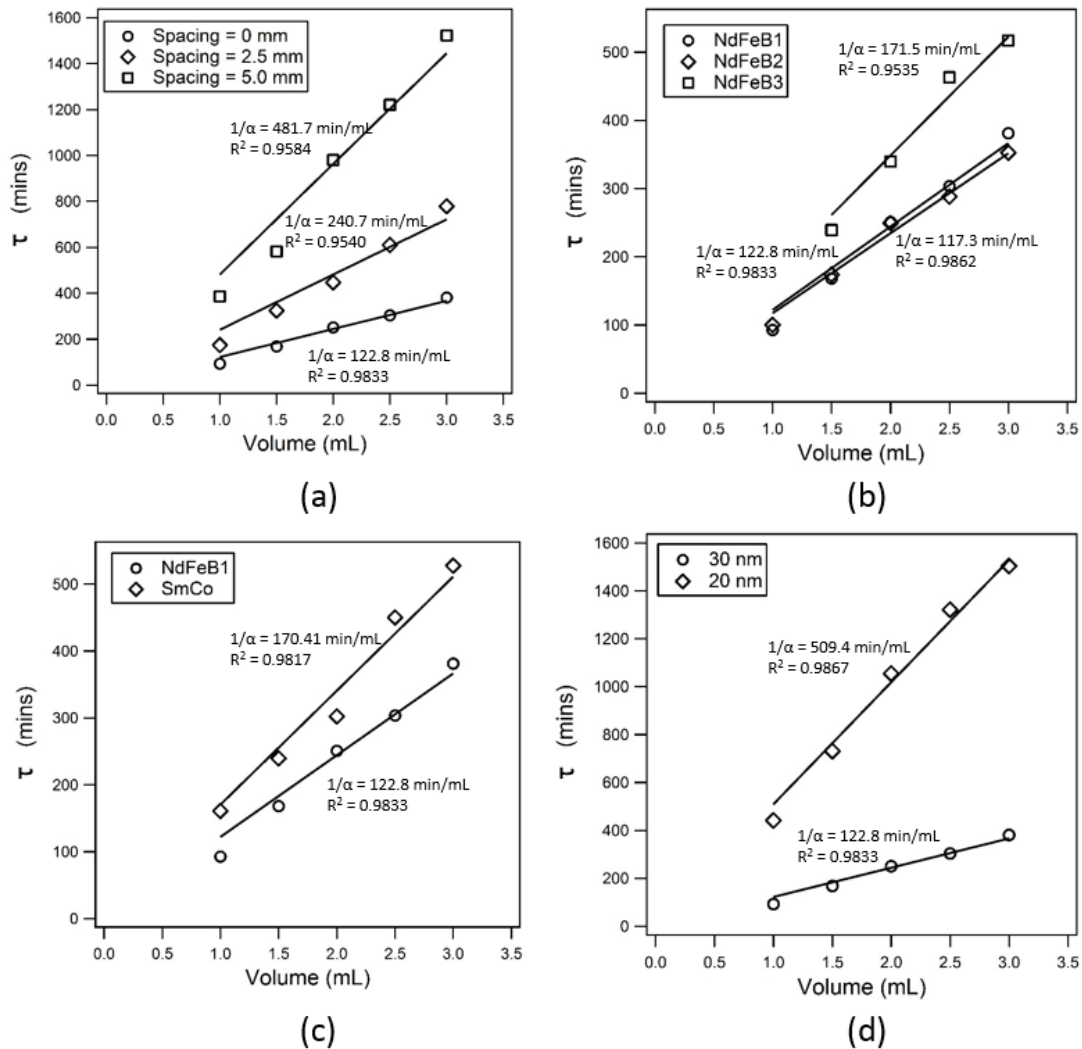 1600
1400
1200
1000
800
600
400
200
0
τ (mins)
Spacing = 0 mm
Spacing = 2.5 mm
Spacing = 5.0 mm
1/α = 481.7 min/mL
R² = 0.9584
1/α = 240.7 min/mL
R² = 0.9540
1/α = 122.8 min/mL
R² = 0.9833
0.0 0.5 1.0 1.5 2.0 2.5 3.0 3.5
Volume (mL)
(a)
500
400
300
200
100
0
τ (mins)
NdFeB1
NdFeB2
NdFeB3
1/α = 171.5 min/mL
R² = 0.9535
1/α = 122.8 min/mL
R² = 0.9833
1/α = 117.3 min/mL
R² = 0.9862
0.0 0.5 1.0 1.5 2.0 2.5 3.0 3.5
Volume (mL)
(b)
500
400
300
200
100
0
τ (mins)
NdFeB1
SmCo
1/α = 170.41 min/mL
R² = 0.9817
1/α = 122.8 min/mL
R² = 0.9833
0.0 0.5 1.0 1.5 2.0 2.5 3.0 3.5
Volume (mL)
(c)
1600
1400
1200
1000
800
600
400
200
0
τ (mins)
30 nm
20 nm
1/α = 509.4 min/mL
R² = 0.9867
1/α = 122.8 min/mL
R² = 0.9833
0.0 0.5 1.0 1.5 2.0 2.5 3.0 3.5
Volume (mL)
(d)